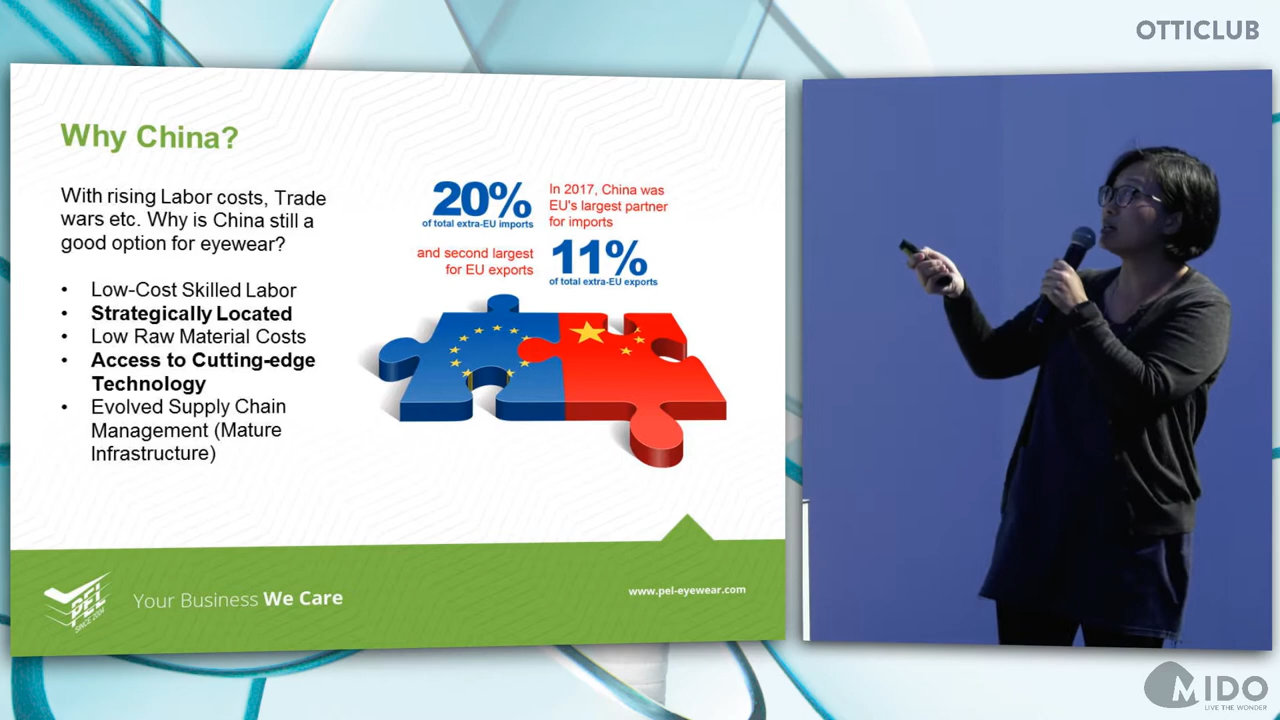 OTTICLUB
Why China?
With rising Labor costs, Trade
wars etc. Why is China still a
good option for eyewear?
• Low-Cost Skilled Labor
• Strategically Located
• Low Raw Material Costs
• Access to Cutting-edge
Technology
• Evolved Supply Chain
Management (Mature
Infrastructure)
20%
of total extra-EU imports
In 2017, China was
EU's largest partner
for imports
and second largest
for EU exports
11%
of total extra-EU exports
PEL
SINCE 2004
Your Business We Care
www.pel-eyewear.com
MIDO
LIVE THE WONDER